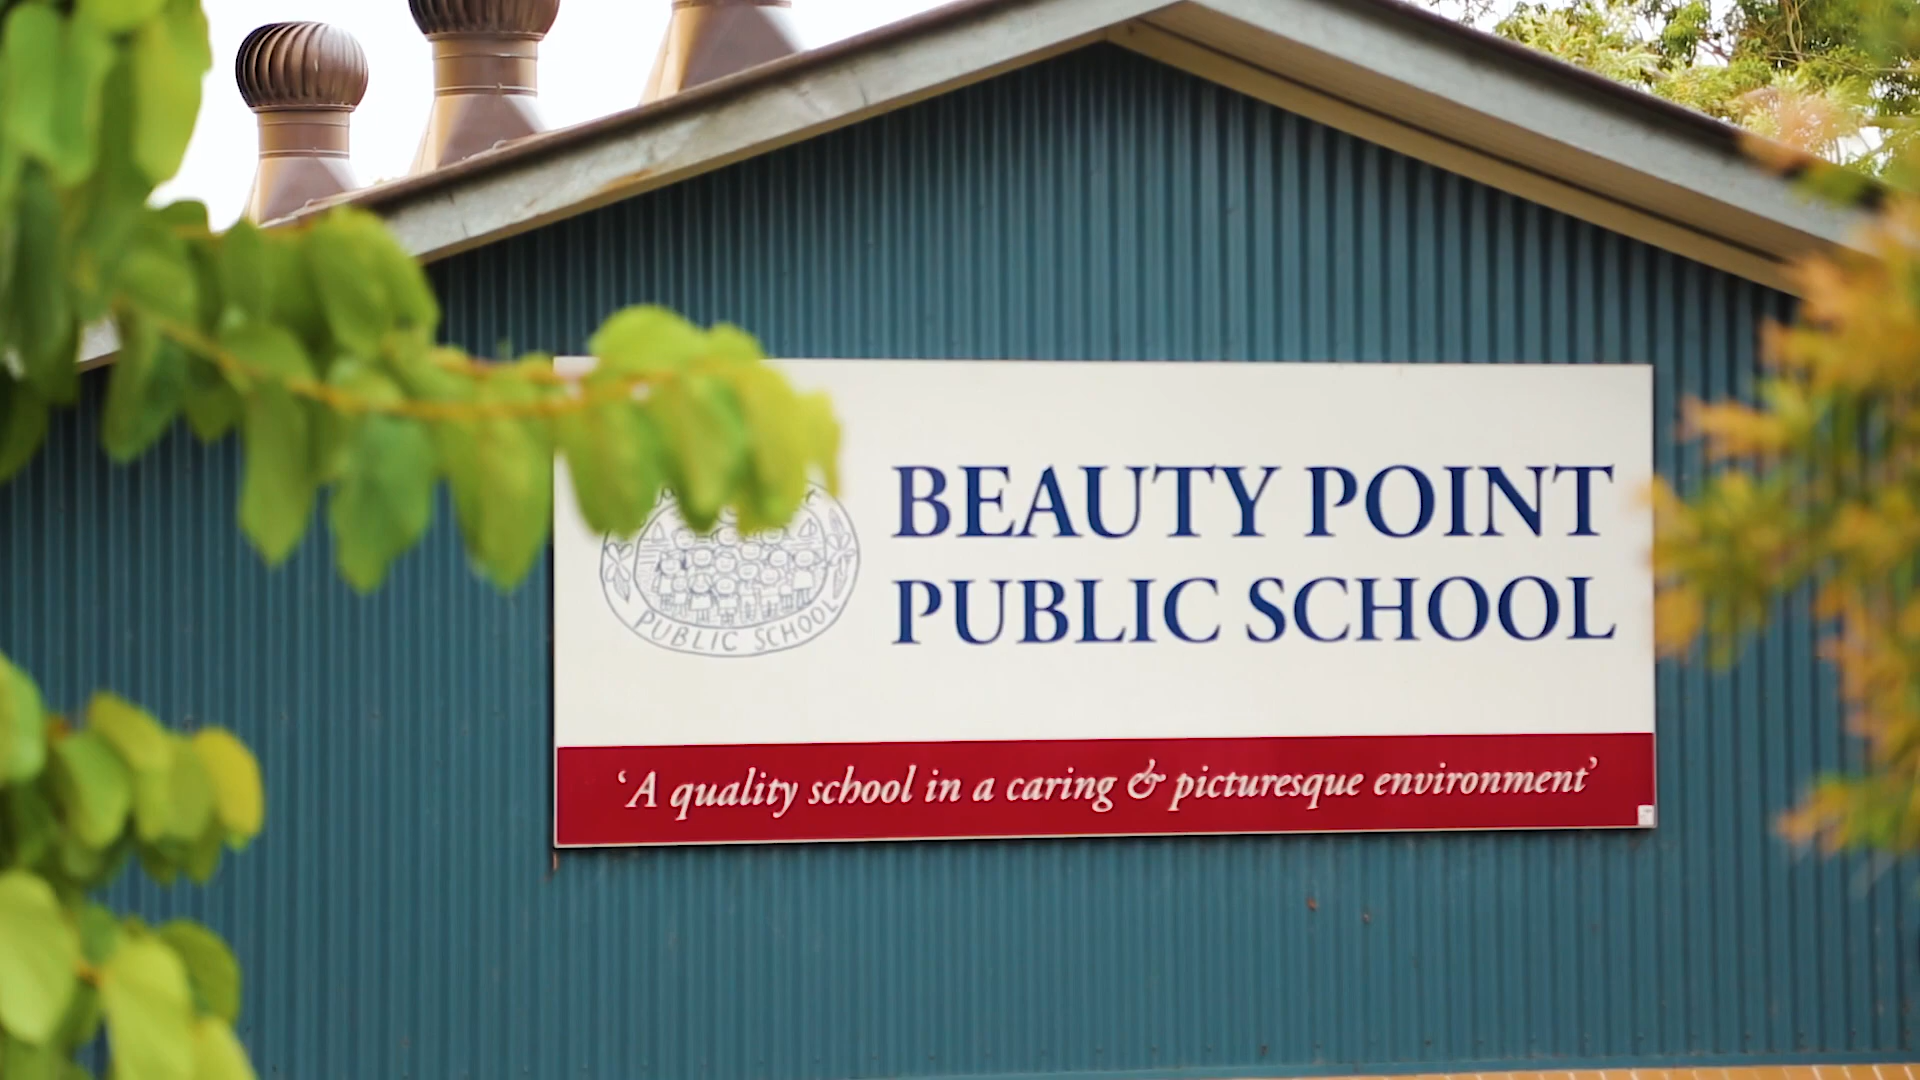 BEAUTY POINT
PUBLIC SCHOOL
PUBLIC SCHOOL
‘A quality school in a caring & picturesque environment’